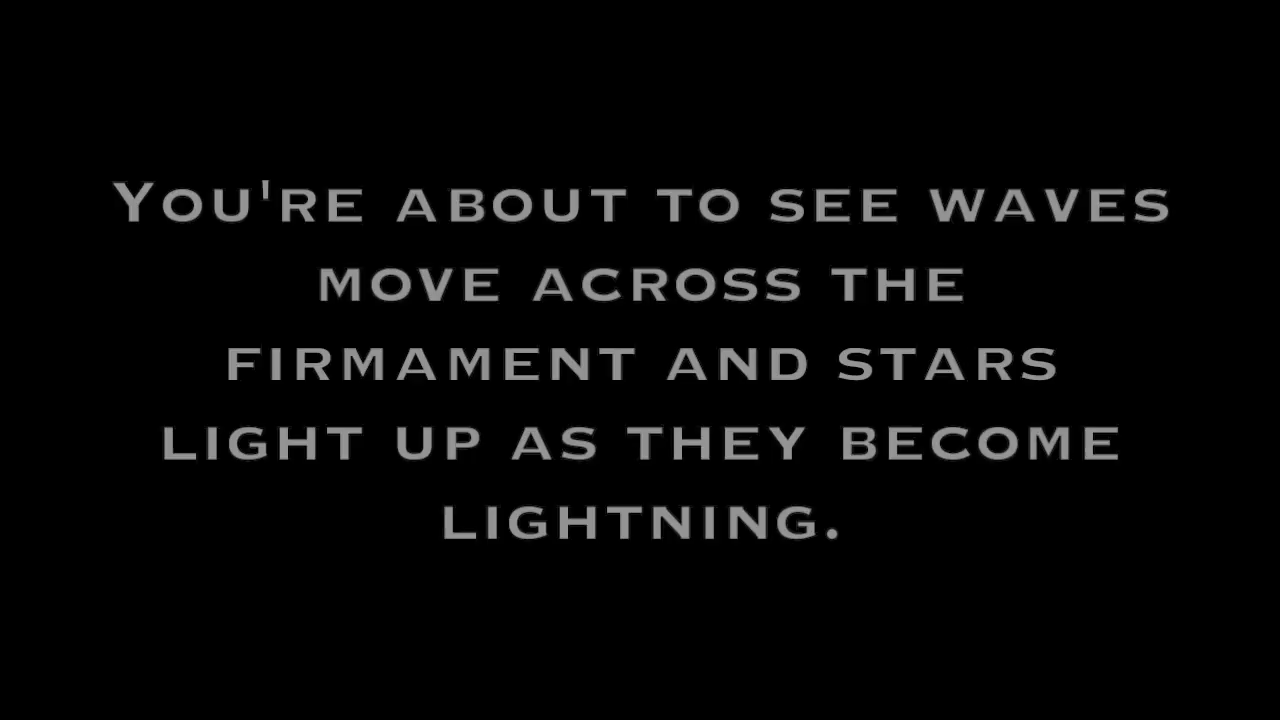 You're about to see waves
move across the
firmament and stars
light up as they become
lightning.